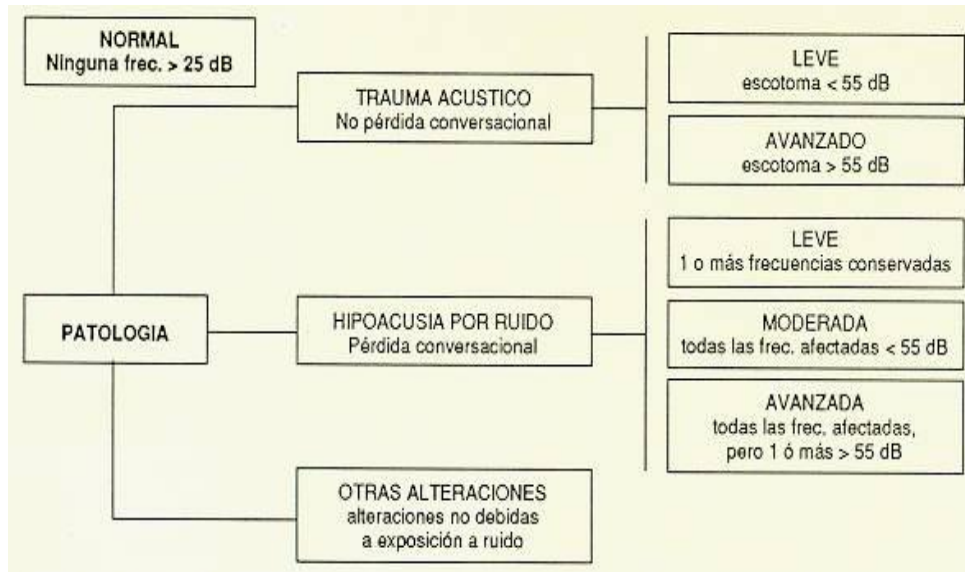 NORMAL
Ninguna frec. > 25 dB
TRAUMA ACUSTICO
No pérdida conversacional
LEVE
escotoma < 55 dB
AVANZADO
escotoma > 55 dB
PATOLOGIA
HIPOACUSIA POR RUIDO
Pérdida conversacional
LEVE
1 o más frecuencias conservadas
MODERADA
todas las frec. afectadas < 55 dB
AVANZADA
todas las frec. afectadas,
pero 1 ó más > 55 dB
OTRAS ALTERACIONES
alteraciones no debidas
a exposición a ruido